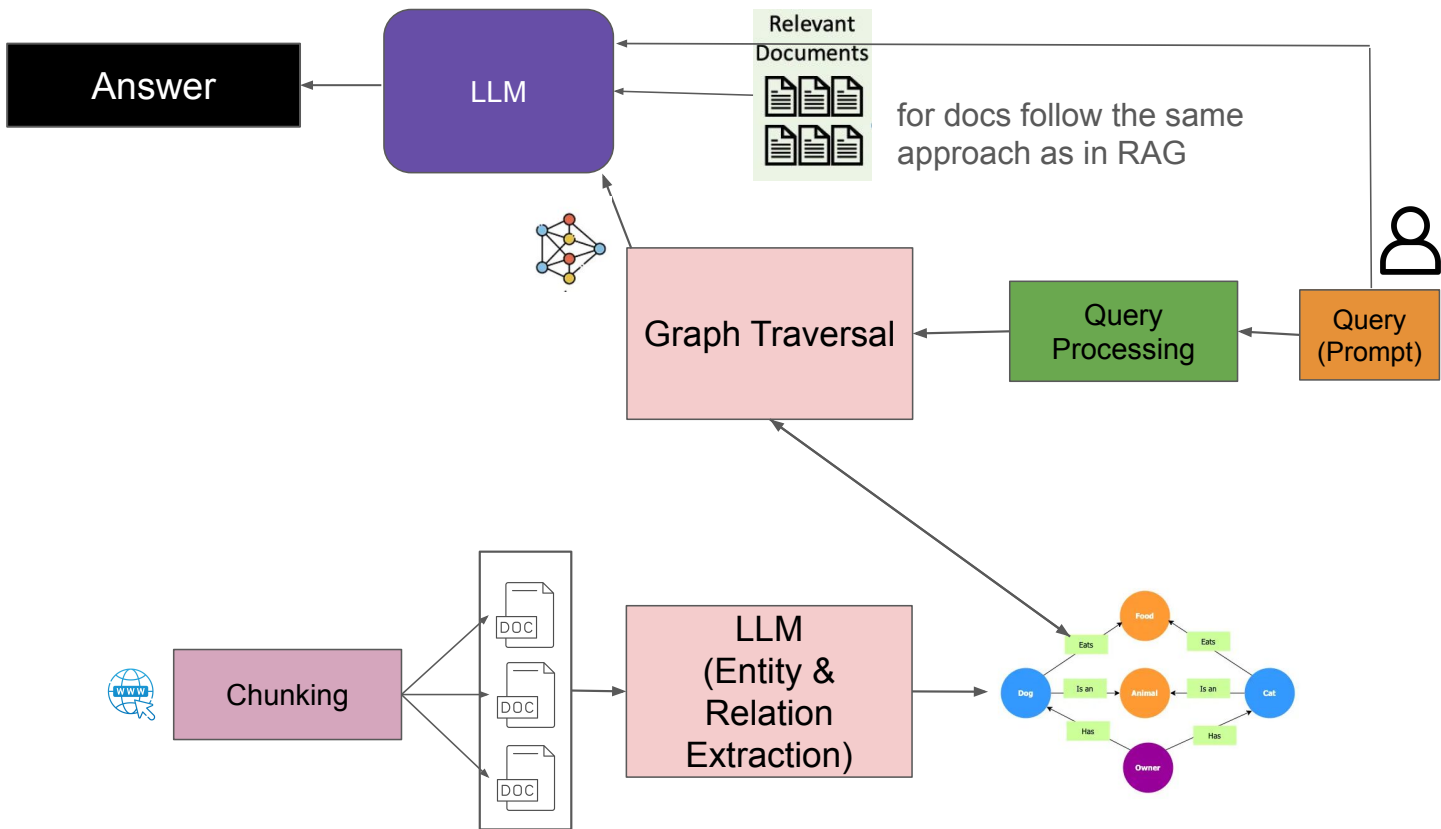 Relevant
Documents
Answer
LLM
for docs follow the same
approach as in RAG
Graph Traversal
Query
Processing
Query
(Prompt)
WWW
Chunking
DOC
DOC
DOC
LLM
(Entity &
Relation
Extraction)
Food
Eats
Eats
Dog
Is an
Animal
Is an
Cat
Has
Has
Owner